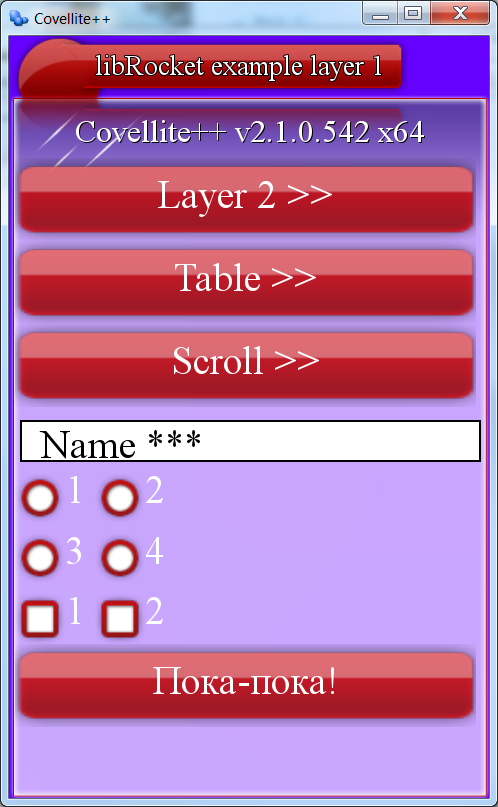 Covellite++
libRocket example layer 1
Covellite++ v2.1.0.542 x64
Layer 2 >>
Table >>
Scroll >>
Name ***
1 2
3 4
1 2
Пока-пока!